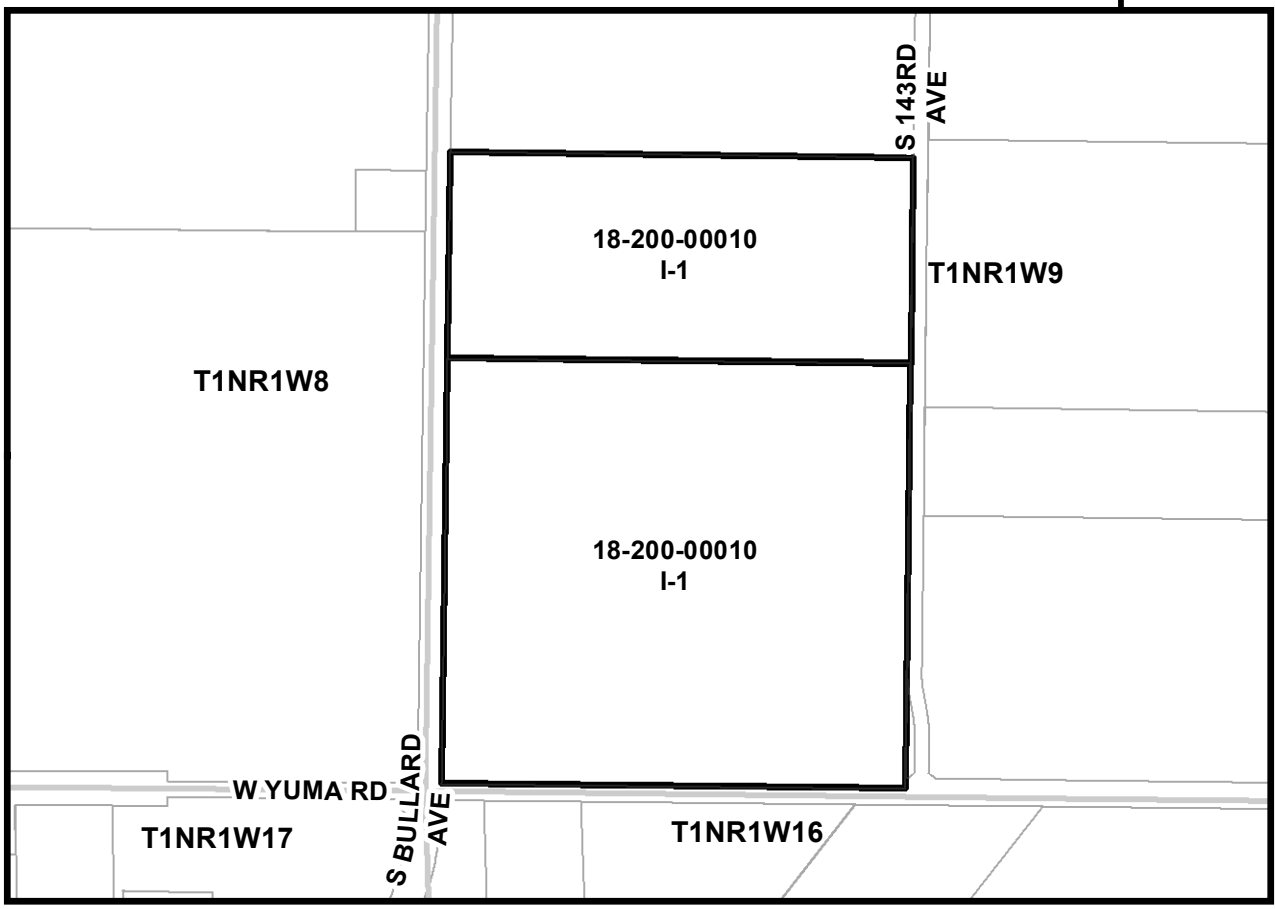 S 143RD
AVE
18-200-00010
I-1
T1NR1W9
T1NR1W8
18-200-00010
I-1
S BULLARD
AVE
W YUMA RD
T1NR1W17
T1NR1W16